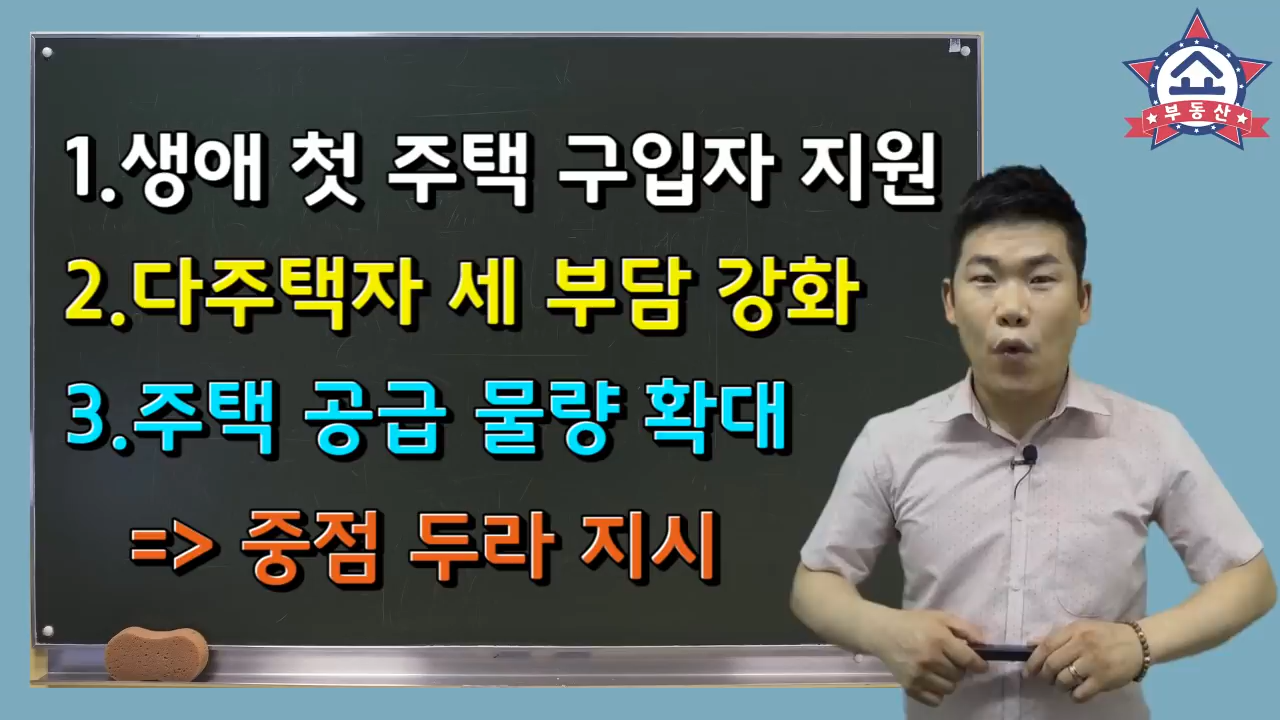 1.생애 첫 주택 구입자 지원
2.다주택자 세 부담 강화
3.주택 공급 물량 확대
=> 중점 두라 지시
쇼
부동산